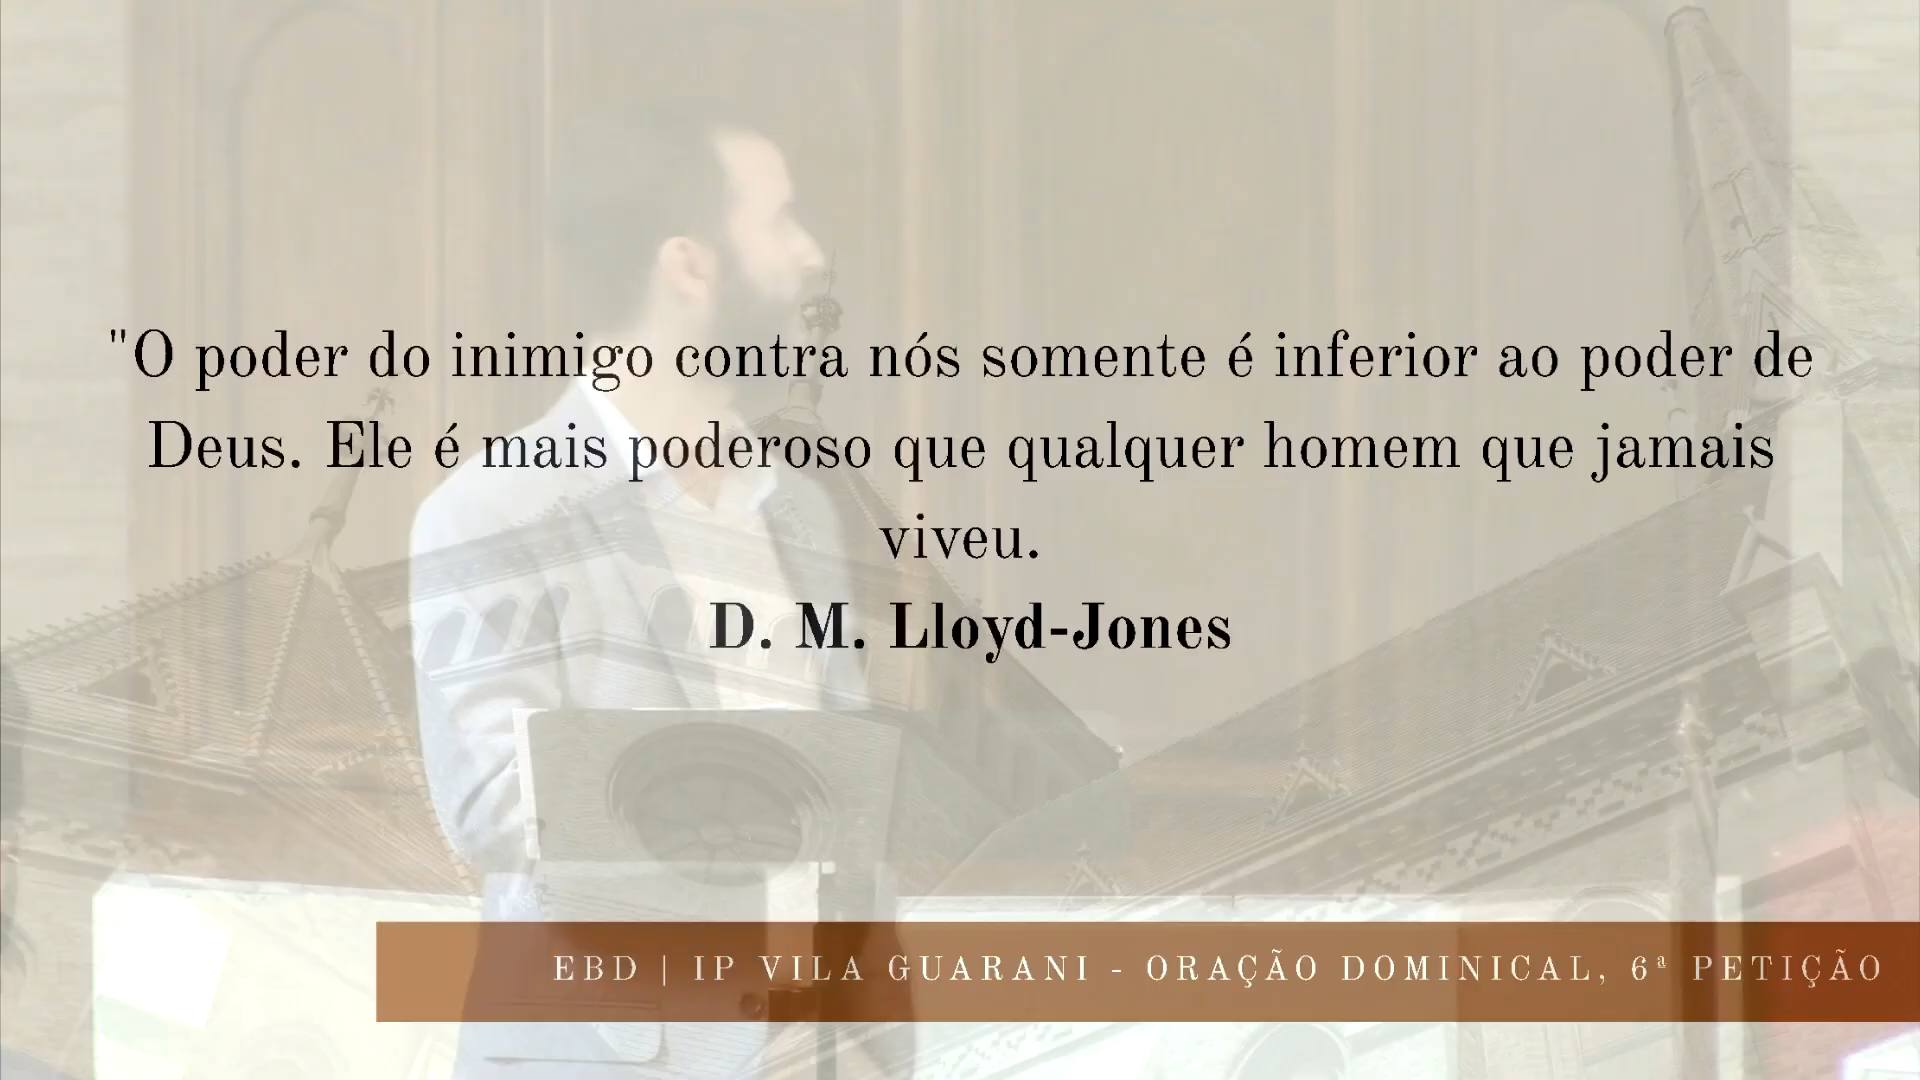 "O poder do inimigo contra nós somente é inferior ao poder de
Deus. Ele é mais poderoso que qualquer homem que jamais
viveu.
D. M. Lloyd-Jones
EBD | IP VILA GUARANI - ORAÇÃO DOMINICAL, 6ª PETIÇÃO